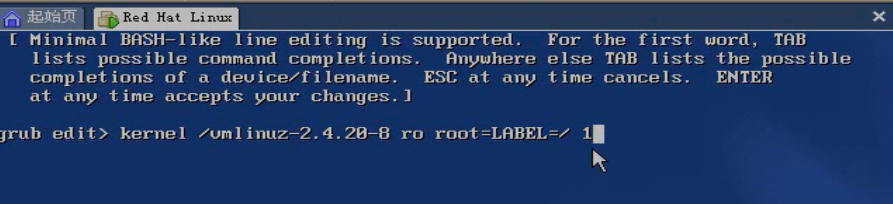 起始页 Red Hat Linux
[ Minimal BASH-like line editing is supported. For the first word, TAB
lists possible command completions. Anywhere else TAB lists the possible
completions of a device/filename. ESC at any time cancels. ENTER
at any time accepts your changes.]
grub edit> kernel /vmlinuz-2.4.20-8 ro root=LABEL=/ 1